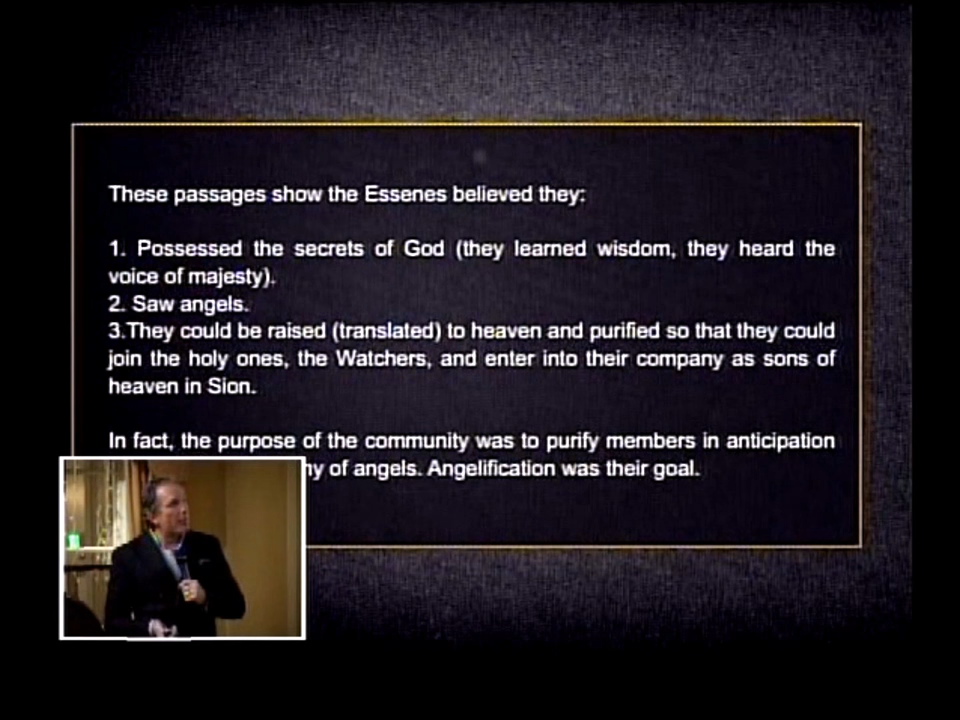 These passages show the Essenes believed they:
1. Possessed the secrets of God (they learned wisdom, they heard the
voice of majesty).
2. Saw angels.
3.They could be raised (translated) to heaven and purified so that they could
join the holy ones, the Watchers, and enter into their company as sons of
heaven in Sion.
In fact, the purpose of the community was to purify members in anticipation
of angels. Angelification was their goal.